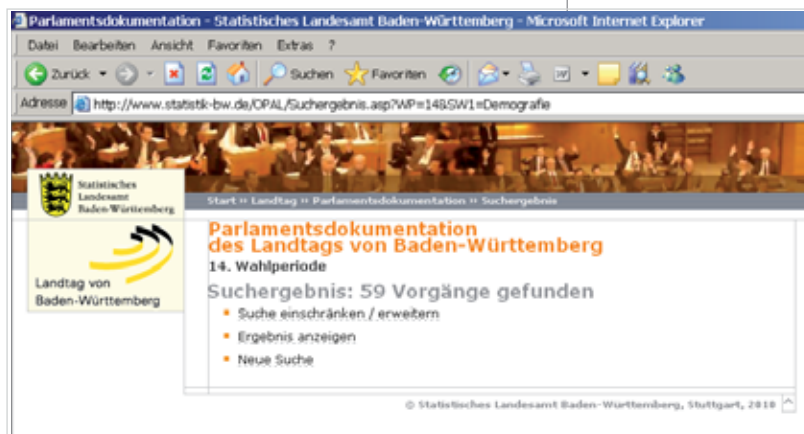 Parlamentsdokumentation - Statistisches Landesamt Baden-Württemberg - Microsoft Internet Explorer
Datei Bearbeiten Ansicht Favoriten Extras ?
Zurück Suchen Favoriten
Adresse http://www.statistik-bw.de/OPAL/Suchergebnis.asp?WP=14&SW1=Demografie
Statistisches
Landesamt
Baden-Württemberg
Start » Landtag » Parlamentsdokumentation » Suchergebnis
Landtag von
Baden-Württemberg
Parlamentsdokumentation
des Landtags von Baden-Württemberg
14. Wahlperiode
Suchergebnis: 59 Vorgänge gefunden
Suche einschränken / erweitern
Ergebnis anzeigen
Neue Suche
© Statistisches Landesamt Baden-Württemberg, Stuttgart, 2010